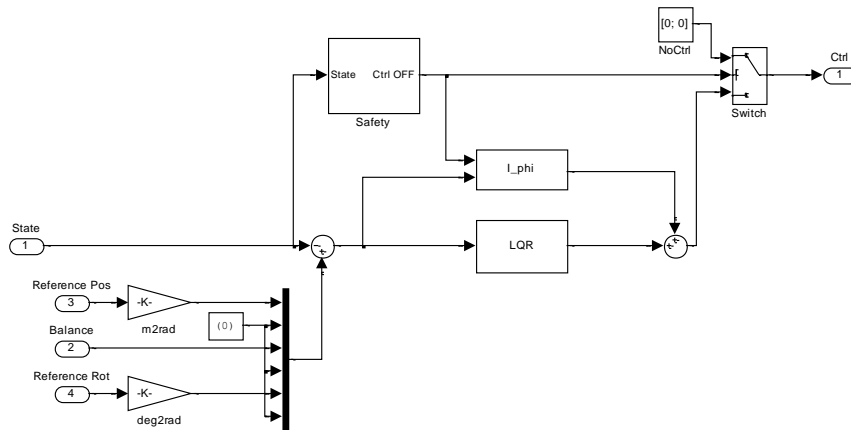 [0; 0]
NoCtrl
Ctrl
1
State
Ctrl OFF
Safety
Switch
I_phi
State
1
LQR
Reference Pos
3
-K-
m2rad
(0)
Balance
2
Reference Rot
4
-K-
deg2rad